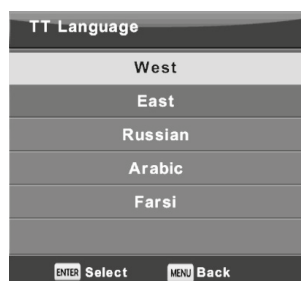 TT Language
West
East
Russian
Arabic
Farsi
ENTER Select MENU Back